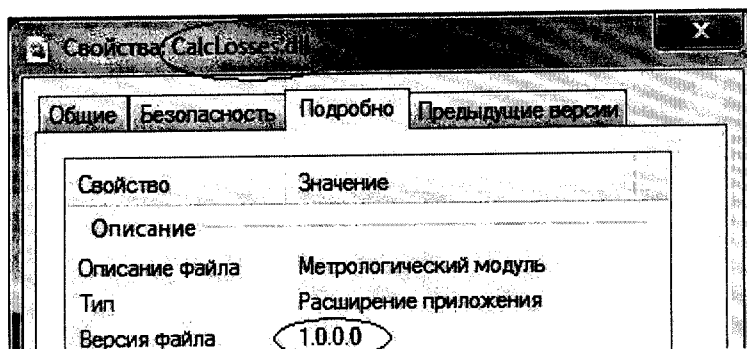 Свойства: CalcLosses.dll
X
Общие Безопасность Подробно Предыдущие версии
Свойство Значение
Описание
Описание файла Метрологический модуль
Тип Расширение приложения
Версия файла 1.0.0.0